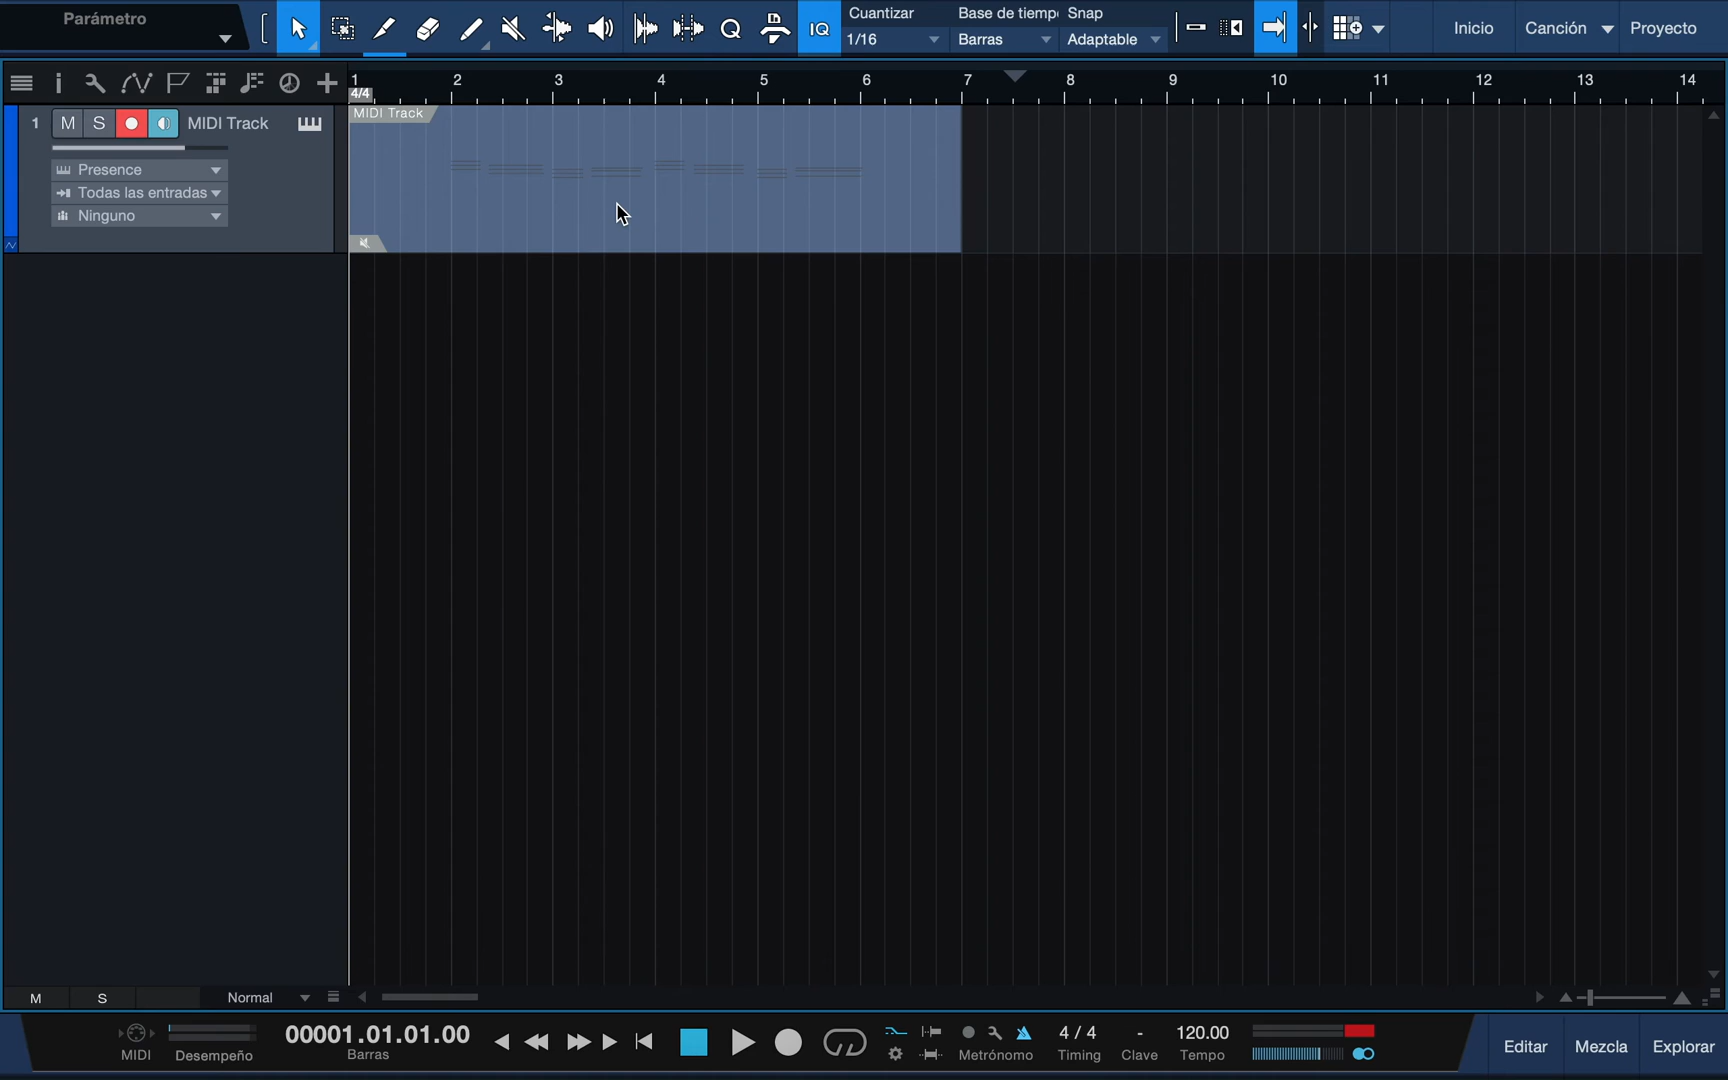 Parámetro
IQ
Cuantizar
1/16
Base de tiemp
Barras
Snap
Adaptable
Inicio
Canción
Proyecto
1 2 3 4 5 6 7 8 9 10 11 12 13 14
4/4
1 M S MIDI Track
MIDI Track
Presence
Todas las entradas
Ninguno
M S Normal
MIDI
Desempeño
00001.01.01.00
Barras
Metrónomo
4 / 4
Timing
-
Clave
120.00
Tempo
Editar
Mezcla
Explorar